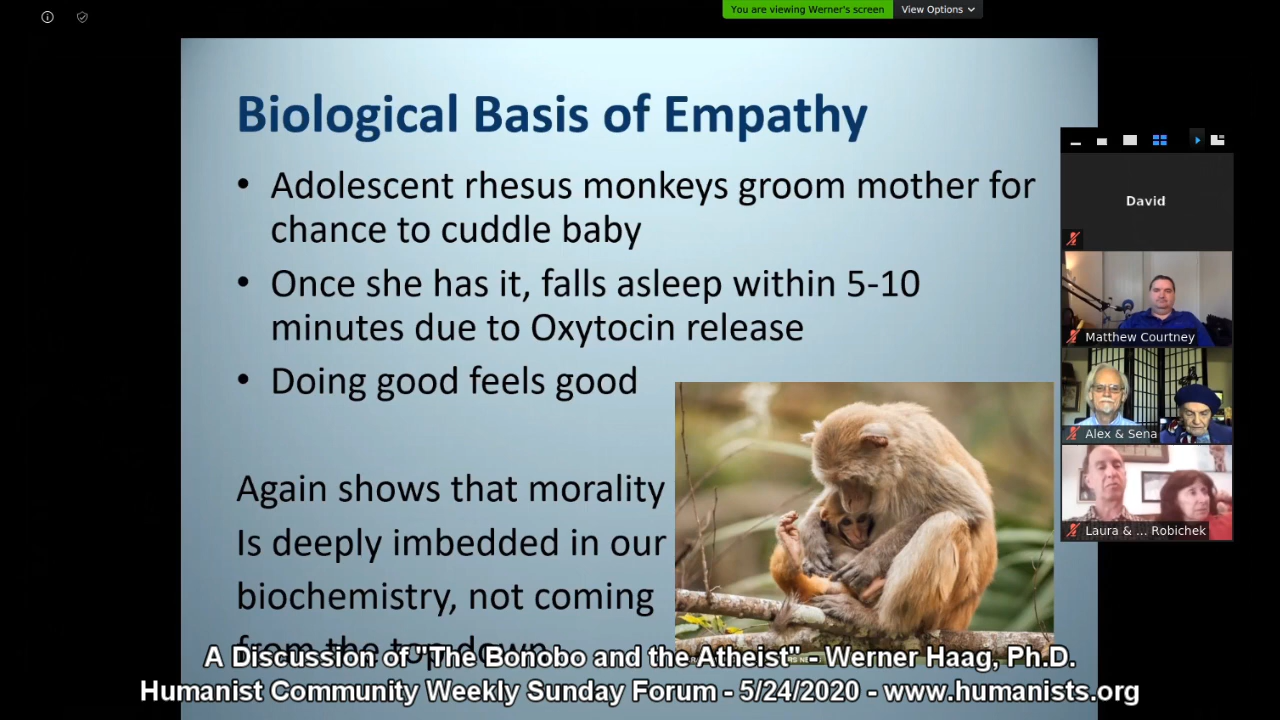 You are viewing Werner's screen View Options
Biological Basis of Empathy
• Adolescent rhesus monkeys groom mother for
chance to cuddle baby
• Once she has it, falls asleep within 5-10
minutes due to Oxytocin release
• Doing good feels good
Again shows that morality
Is deeply imbedded in our
biochemistry, not coming
from the top down
David
Matthew Courtney
Alex & Sena
Laura & ... Robichek
A Discussion of "The Bonobo and the Atheist" - Werner Haag, Ph.D.
Humanist Community Weekly Sunday Forum - 5/24/2020 - www.humanists.org